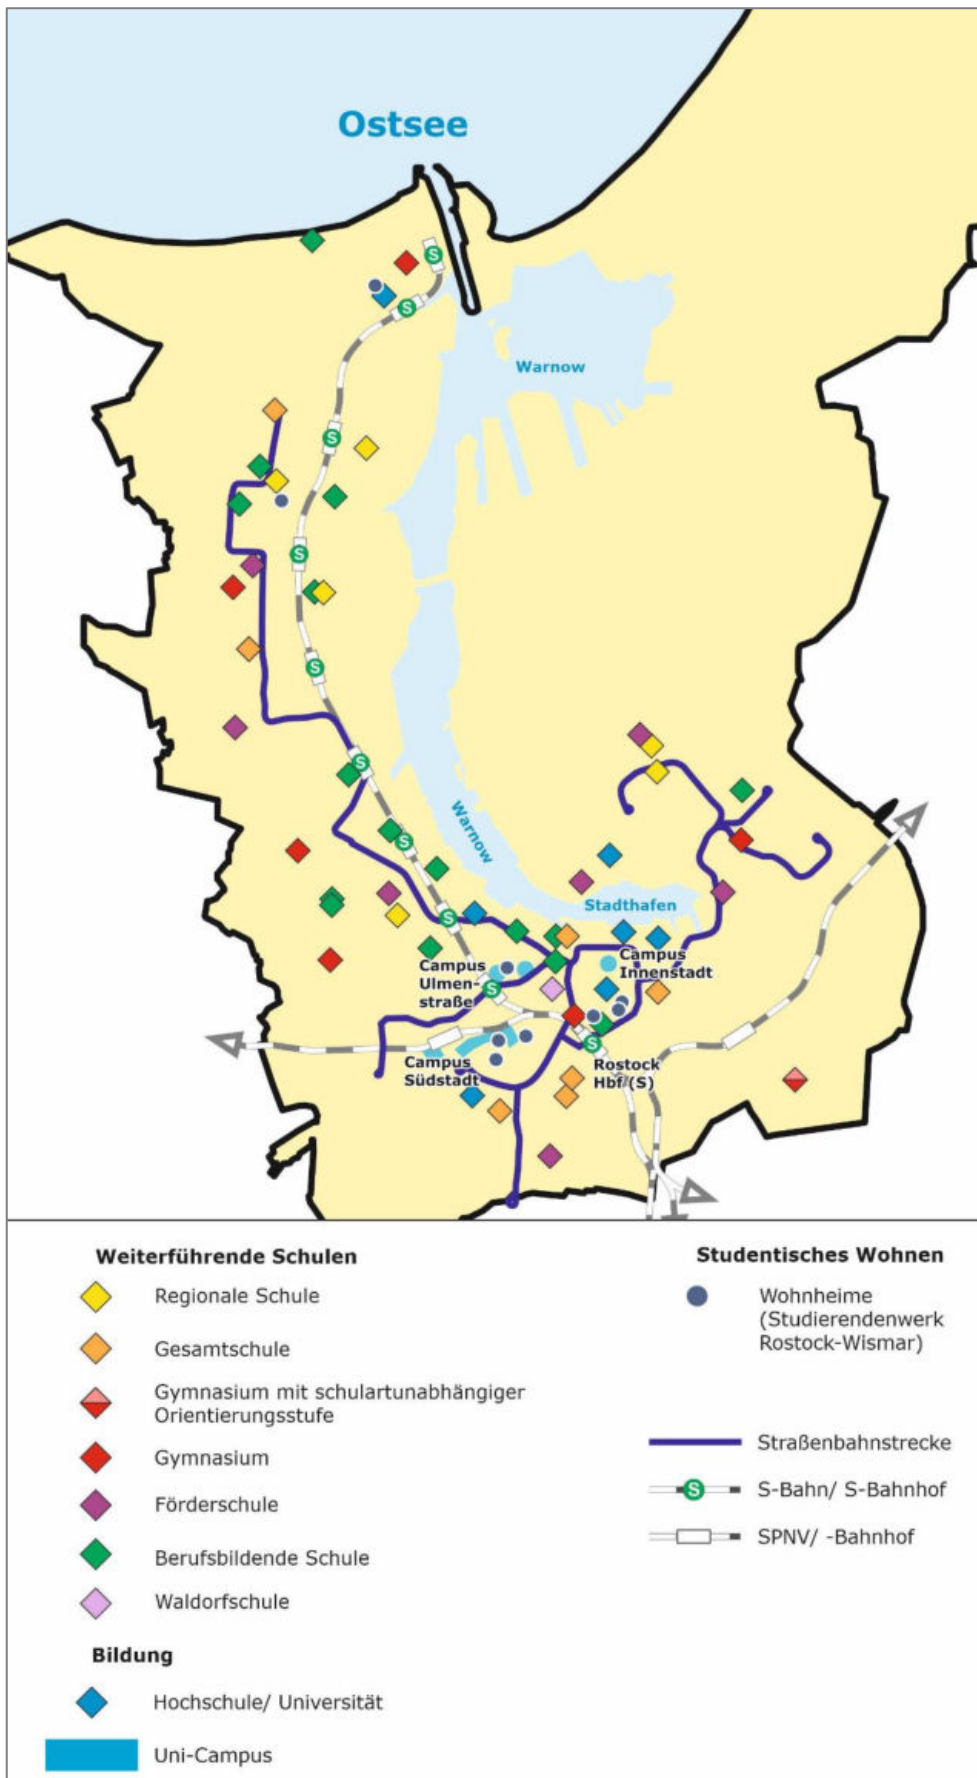 Ostsee
S
S
Warnow
S
S
S
S
S
Warnow
Stadthafen
S
Campus
Innenstadt
Campus
Ulmen-
straße
S
S
Campus
Südstadt
Rostock
Hbf (S)
Weiterführende Schulen
Regionale Schule
Gesamtschule
Gymnasium mit schulartunabhängiger
Orientierungsstufe
Gymnasium
Förderschule
Berufsbildende Schule
Waldorfschule
Bildung
Hochschule/ Universität
Uni-Campus
Studentisches Wohnen
Wohnheime
(Studierendenwerk
Rostock-Wismar)
Straßenbahnstrecke
S
S-Bahn/ S-Bahnhof
SPNV/ -Bahnhof